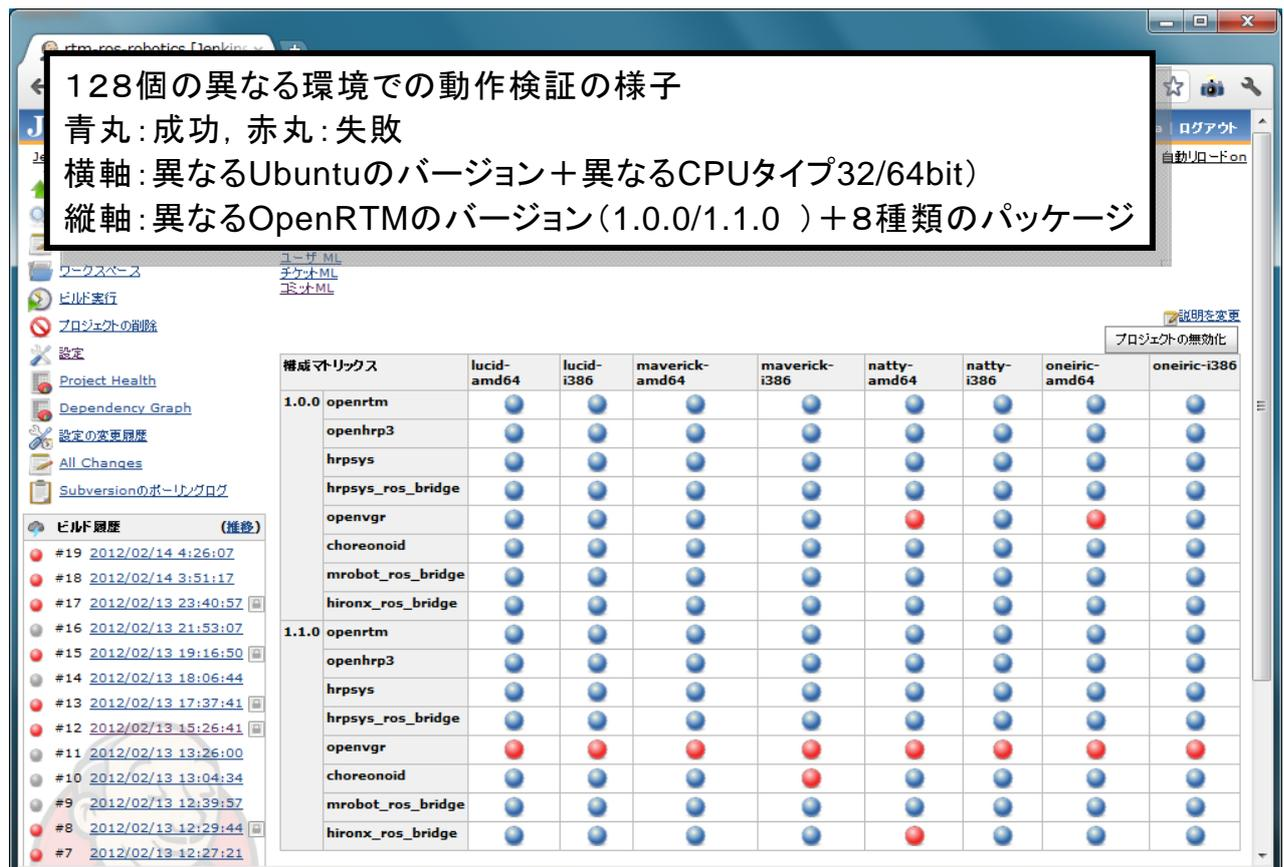 rtm-ros-robotics [Jenkins
128個の異なる環境での動作検証の様子
青丸:成功, 赤丸:失敗
横軸:異なるUbuntuのバージョン+異なるCPUタイプ32/64bit)
縦軸:異なるOpenRTMのバージョン(1.0.0/1.1.0 )+8種類のパッケージ
ログアウト
自動リロードon
ユーザ ML
チケットML
コミットML
ワークスペース
ビルド実行
プロジェクトの削除
設定
Project Health
Dependency Graph
設定の変更履歴
All Changes
Subversionのポーリングログ
説明を変更
プロジェクトの無効化
構成マトリックス lucid-amd64 lucid-i386 maverick-amd64 maverick-i386 natty-amd64 natty-i386 oneiric-amd64 oneiric-i386
1.0.0 openrtm
openhrp3
hrpsys
hrpsys_ros_bridge
openvgr
choreonoid
mrobot_ros_bridge
hironx_ros_bridge
1.1.0 openrtm
openhrp3
hrpsys
hrpsys_ros_bridge
openvgr
choreonoid
mrobot_ros_bridge
hironx_ros_bridge
ビルド履歴 (推移)
#19 2012/02/14 4:26:07
#18 2012/02/14 3:51:17
#17 2012/02/13 23:40:57
#16 2012/02/13 21:53:07
#15 2012/02/13 19:16:50
#14 2012/02/13 18:06:44
#13 2012/02/13 17:37:41
#12 2012/02/13 15:26:41
#11 2012/02/13 13:26:00
#10 2012/02/13 13:04:34
#9 2012/02/13 12:39:57
#8 2012/02/13 12:29:44
#7 2012/02/13 12:27:21